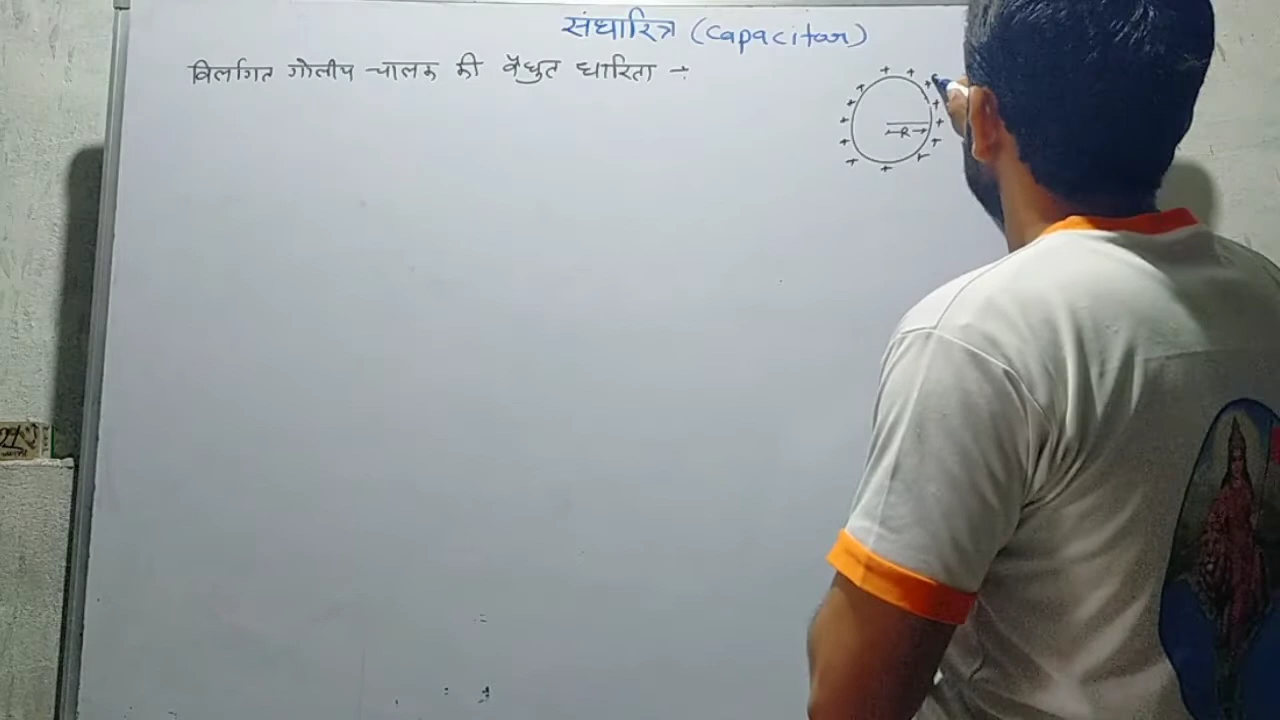 संधारित्र (Capacitor)
विलगित गोलीय चालक की वैधुत धारिता →
R